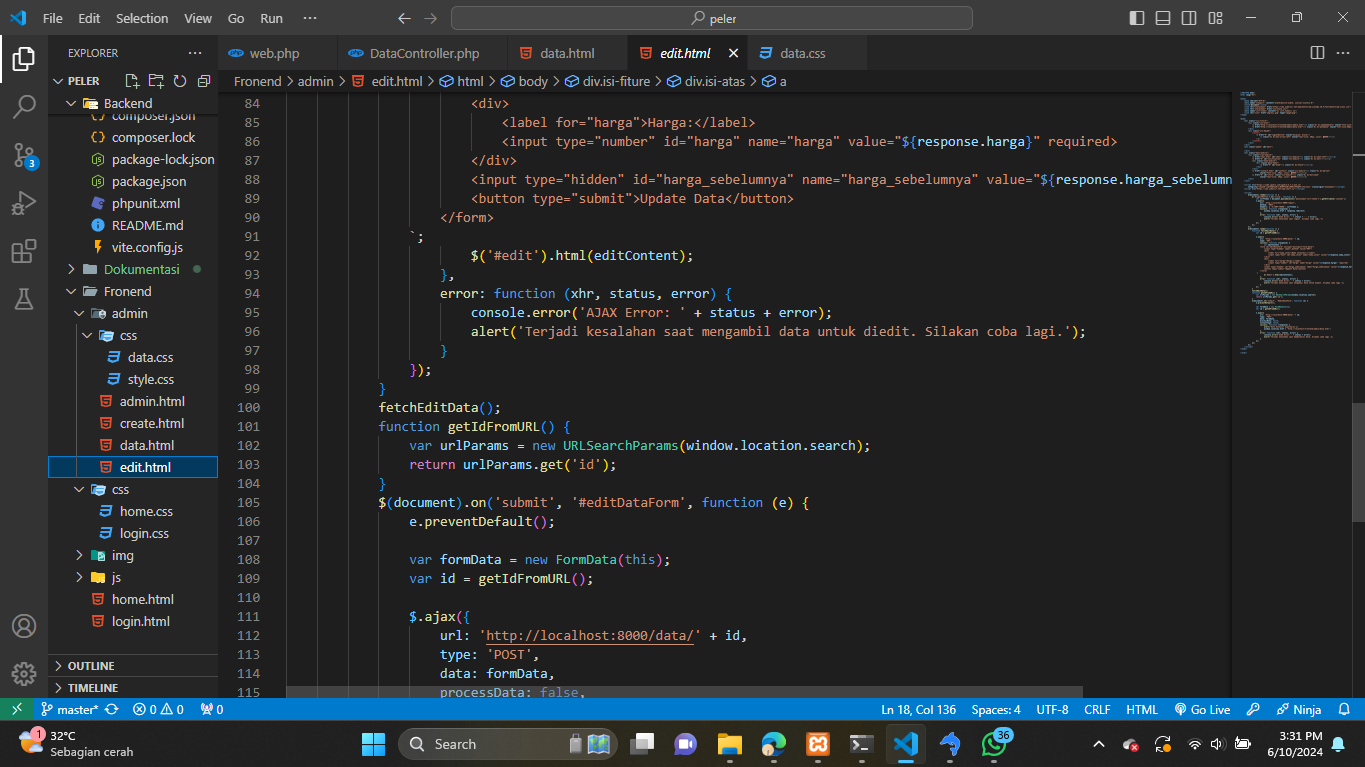 File Edit Selection View Go Run ··· peler
EXPLORER ···
PELER
Backend
composer.json
composer.lock
package-lock.json
package.json
phpunit.xml
README.md
vite.config.js
Dokumentasi
Fronend
admin
css
data.css
style.css
admin.html
create.html
data.html
edit.html
css
home.css
login.css
img
js
home.html
login.html
OUTLINE
TIMELINE
3
web.php DataController.php data.html edit.html data.css
Fronend > admin > edit.html > html > body > div.isi-fiture > div.isi-atas > a
84 <div>
85 <label for="harga">Harga:</label>
86 <input type="number" id="harga" name="harga" value="${response.harga}" required>
87 </div>
88 <input type="hidden" id="harga_sebelumnya" name="harga_sebelumnya" value="${response.harga_sebelumn
89 <button type="submit">Update Data</button>
90 </form>
91 `;
92 $('#edit').html(editContent);
93 },
94 error: function (xhr, status, error) {
95 console.error('AJAX Error: ' + status + error);
96 alert('Terjadi kesalahan saat mengambil data untuk diedit. Silakan coba lagi.');
97 }
98 });
99 }
100 fetchEditData();
101 function getIdFromURL() {
102 var urlParams = new URLSearchParams(window.location.search);
103 return urlParams.get('id');
104 }
105 $(document).on('submit', '#editDataForm', function (e) {
106 e.preventDefault();
107
108 var formData = new FormData(this);
109 var id = getIdFromURL();
110
111 $.ajax({
112 url: 'http://localhost:8000/data/' + id,
113 type: 'POST',
114 data: formData,
115 processData: false,
master* 0 0 0 Ln 18, Col 136 Spaces: 4 UTF-8 CRLF HTML Go Live Ninja
1 32°C
Sebagian cerah
Search
36
3:31 PM
6/10/2024